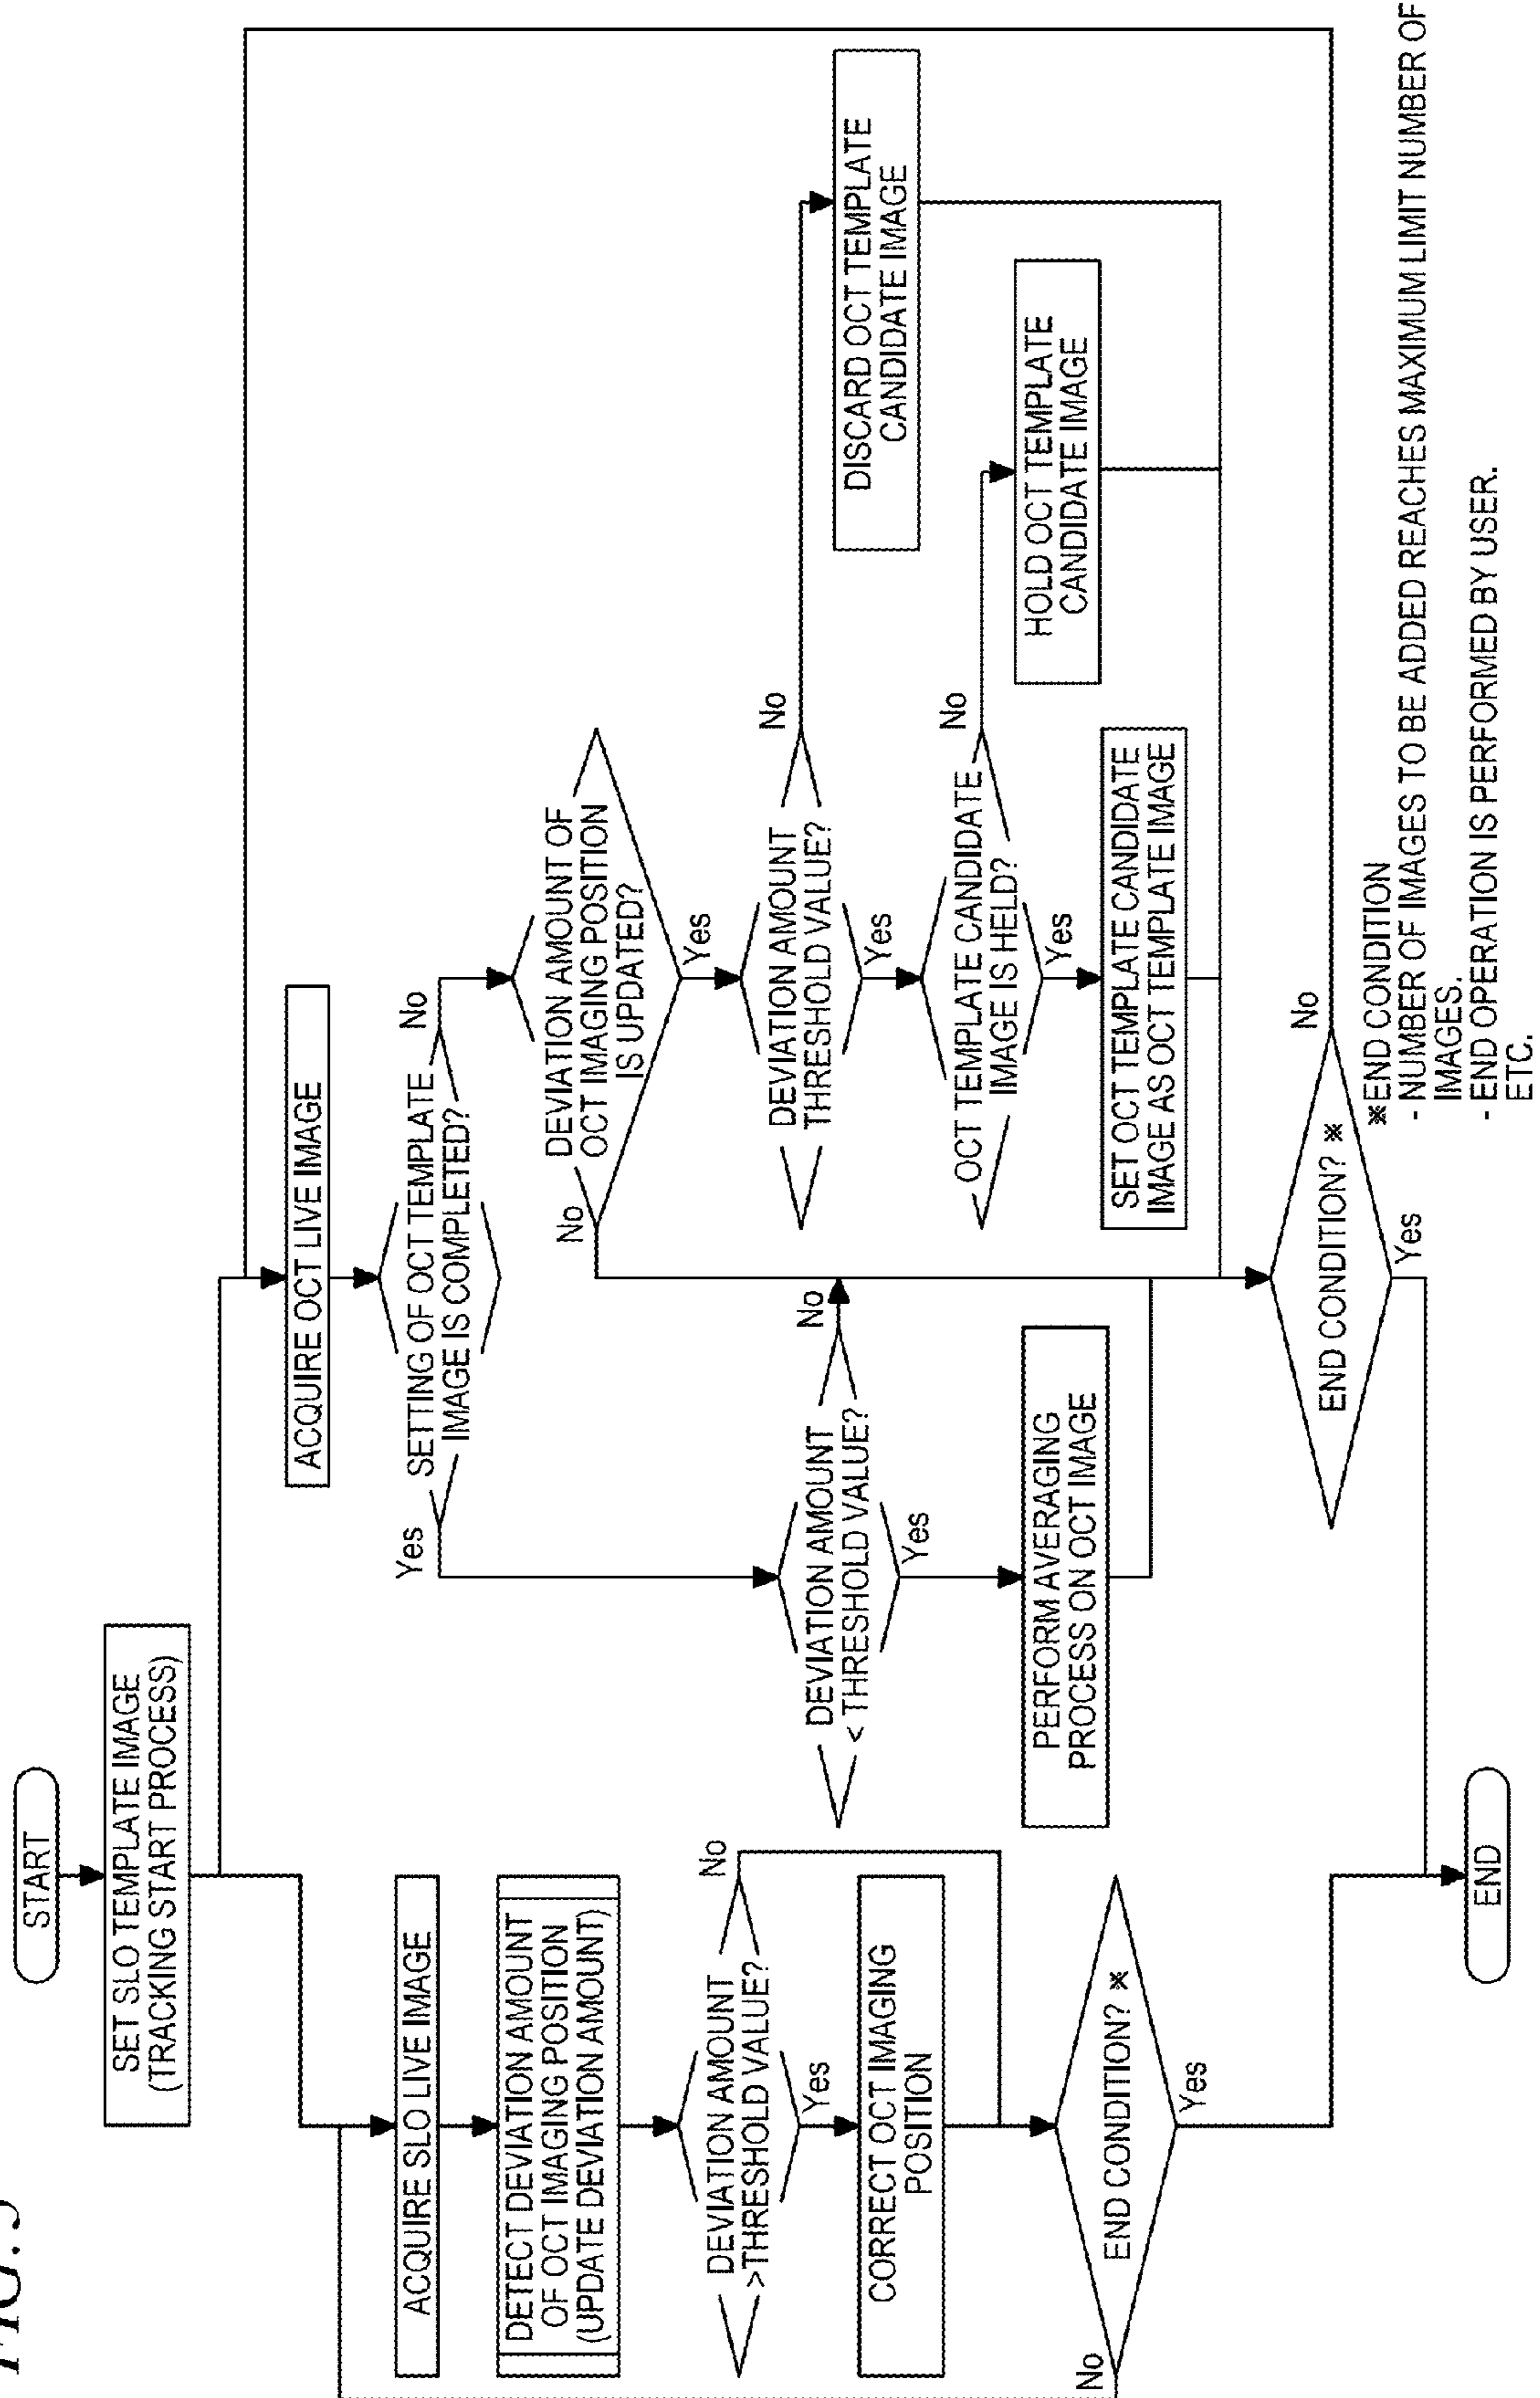 FIG. 5
START
SET SLO TEMPLATE IMAGE
(TRACKING START PROCESS)
ACQUIRE SLO LIVE IMAGE
DETECT DEVIATION AMOUNT
OF OCT IMAGING POSITION
(UPDATE DEVIATION AMOUNT)
DEVIATION AMOUNT
>THRESHOLD VALUE?
No
Yes
CORRECT OCT IMAGING
POSITION
END CONDITION? ※
No
Yes
ACQUIRE OCT LIVE IMAGE
SETTING OF OCT TEMPLATE
IMAGE IS COMPLETED?
Yes
No
DEVIATION AMOUNT
< THRESHOLD VALUE?
No
Yes
PERFORM AVERAGING
PROCESS ON OCT IMAGE
DEVIATION AMOUNT OF
OCT IMAGING POSITION
IS UPDATED?
No
Yes
DEVIATION AMOUNT
THRESHOLD VALUE?
No
Yes
DISCARD OCT TEMPLATE
CANDIDATE IMAGE
OCT TEMPLATE CANDIDATE
IMAGE IS HELD?
No
Yes
HOLD OCT TEMPLATE
CANDIDATE IMAGE
SET OCT TEMPLATE CANDIDATE
IMAGE AS OCT TEMPLATE IMAGE
END CONDITION? ※
No
Yes
END
※END CONDITION
- NUMBER OF IMAGES TO BE ADDED REACHES MAXIMUM LIMIT NUMBER OF
IMAGES.
- END OPERATION IS PERFORMED BY USER.
ETC.